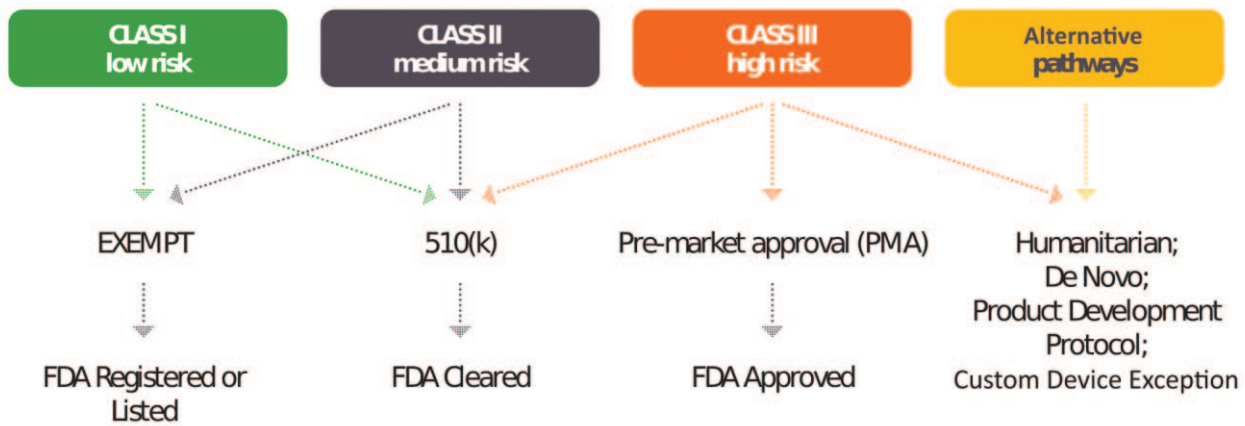 CLASS I
low risk
CLASS II
medium risk
CLASS III
high risk
Alternative
pathways
EXEMPT
510(k)
Pre-market approval (PMA)
Humanitarian;
De Novo;
Product Development
Protocol;
Custom Device Exception
FDA Registered or
Listed
FDA Cleared
FDA Approved